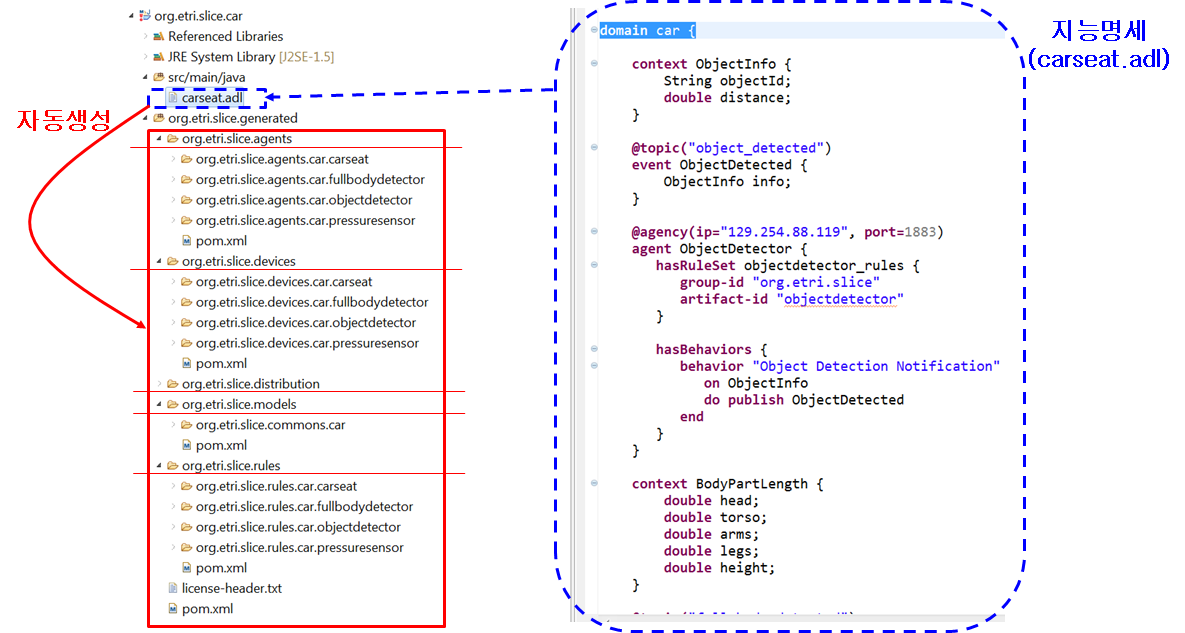 org.etri.slice.car
Referenced Libraries
JRE System Library [J2SE-1.5]
src/main/java
carseat.adl
자동생성
org.etri.slice.generated
org.etri.slice.agents
org.etri.slice.agents.car.carseat
org.etri.slice.agents.car.fullbodydetector
org.etri.slice.agents.car.objectdetector
org.etri.slice.agents.car.pressuresensor
pom.xml
org.etri.slice.devices
org.etri.slice.devices.car.carseat
org.etri.slice.devices.car.fullbodydetector
org.etri.slice.devices.car.objectdetector
org.etri.slice.devices.car.pressuresensor
pom.xml
org.etri.slice.distribution
org.etri.slice.models
org.etri.slice.commons.car
pom.xml
org.etri.slice.rules
org.etri.slice.rules.car.carseat
org.etri.slice.rules.car.fullbodydetector
org.etri.slice.rules.car.objectdetector
org.etri.slice.rules.car.pressuresensor
pom.xml
license-header.txt
pom.xml
domain car {
context ObjectInfo {
String objectId;
double distance;
}
@topic("object_detected")
event ObjectDetected {
ObjectInfo info;
}
@agency(ip="129.254.88.119", port=1883)
agent ObjectDetector {
hasRuleSet objectdetector_rules {
group-id "org.etri.slice"
artifact-id "objectdetector"
}
hasBehaviors {
behavior "Object Detection Notification"
on ObjectInfo
do publish ObjectDetected
end
}
}
context BodyPartLength {
double head;
double torso;
double arms;
double legs;
double height;
}
지능명세
(carseat.adl)